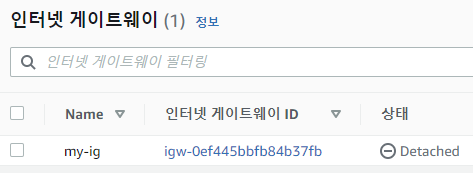 인터넷 게이트웨이 (1) 정보
인터넷 게이트웨이 필터링
Name 인터넷 게이트웨이 ID 상태
my-ig igw-0ef445bbfb84b37fb Detached